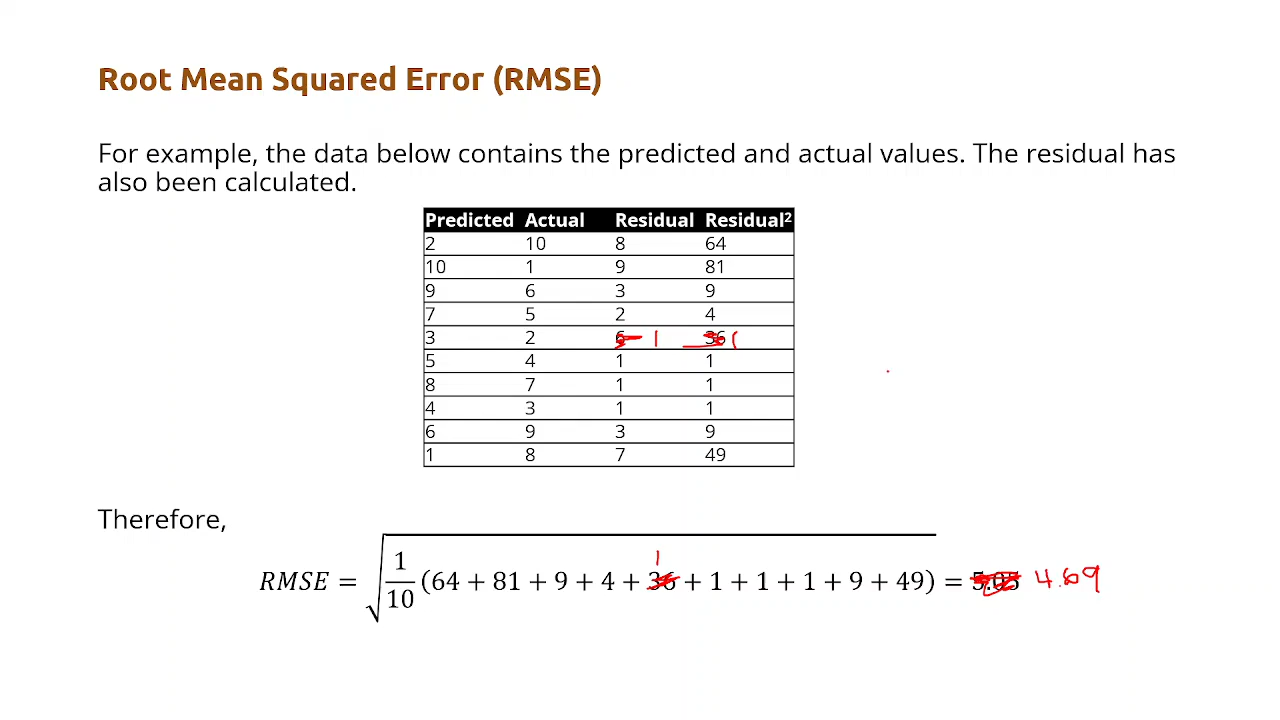 Root Mean Squared Error (RMSE)
For example, the data below contains the predicted and actual values. The residual has
also been calculated.
Predicted Actual Residual Residual²
2 10 8 64
10 1 9 81
9 6 3 9
7 5 2 4
3 2 6 1 36 1
5 4 1 1
8 7 1 1
4 3 1 1
6 9 3 9
1 8 7 49
Therefore,
1
RMSE = √ 1/10 (64 + 81 + 9 + 4 + 36 + 1 + 1 + 1 + 9 + 49) = 5.05 4.69